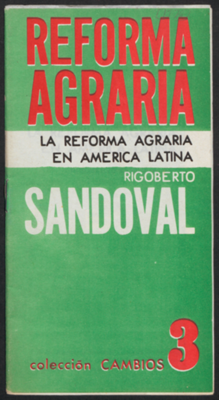 REFORMA
AGRARIA
LA REFORMA AGRARIA
EN AMERICA LATINA
RIGOBERTO
SANDOVAL
colección CAMBIOS 3